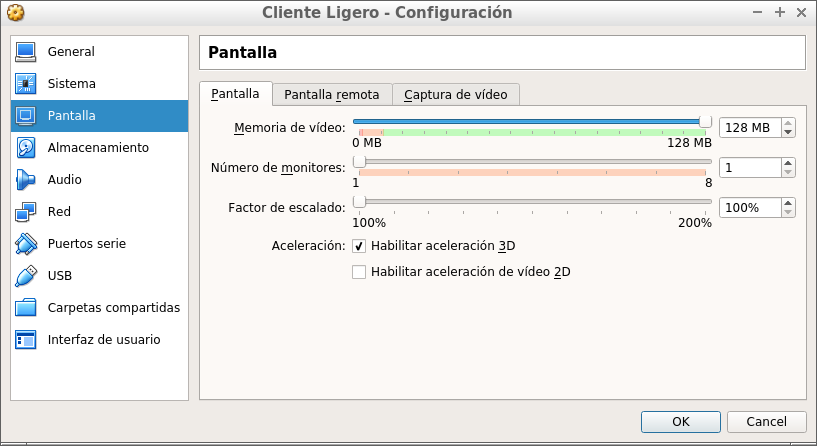 Cliente Ligero - Configuración
General
Sistema
Pantalla
Almacenamiento
Audio
Red
Puertos serie
USB
Carpetas compartidas
Interfaz de usuario
Pantalla
Pantalla Pantalla remota Captura de vídeo
Memoria de vídeo: 128 MB
0 MB 128 MB
Número de monitores: 1
1 8
Factor de escalado: 100%
100% 200%
Aceleración: Habilitar aceleración 3D
Habilitar aceleración de vídeo 2D
OK Cancel